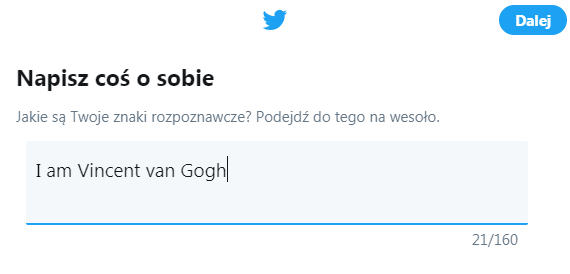 Dalej
Napisz coś o sobie
Jakie są Twoje znaki rozpoznawcze? Podejdź do tego na wesoło.
I am Vincent van Gogh
21/160